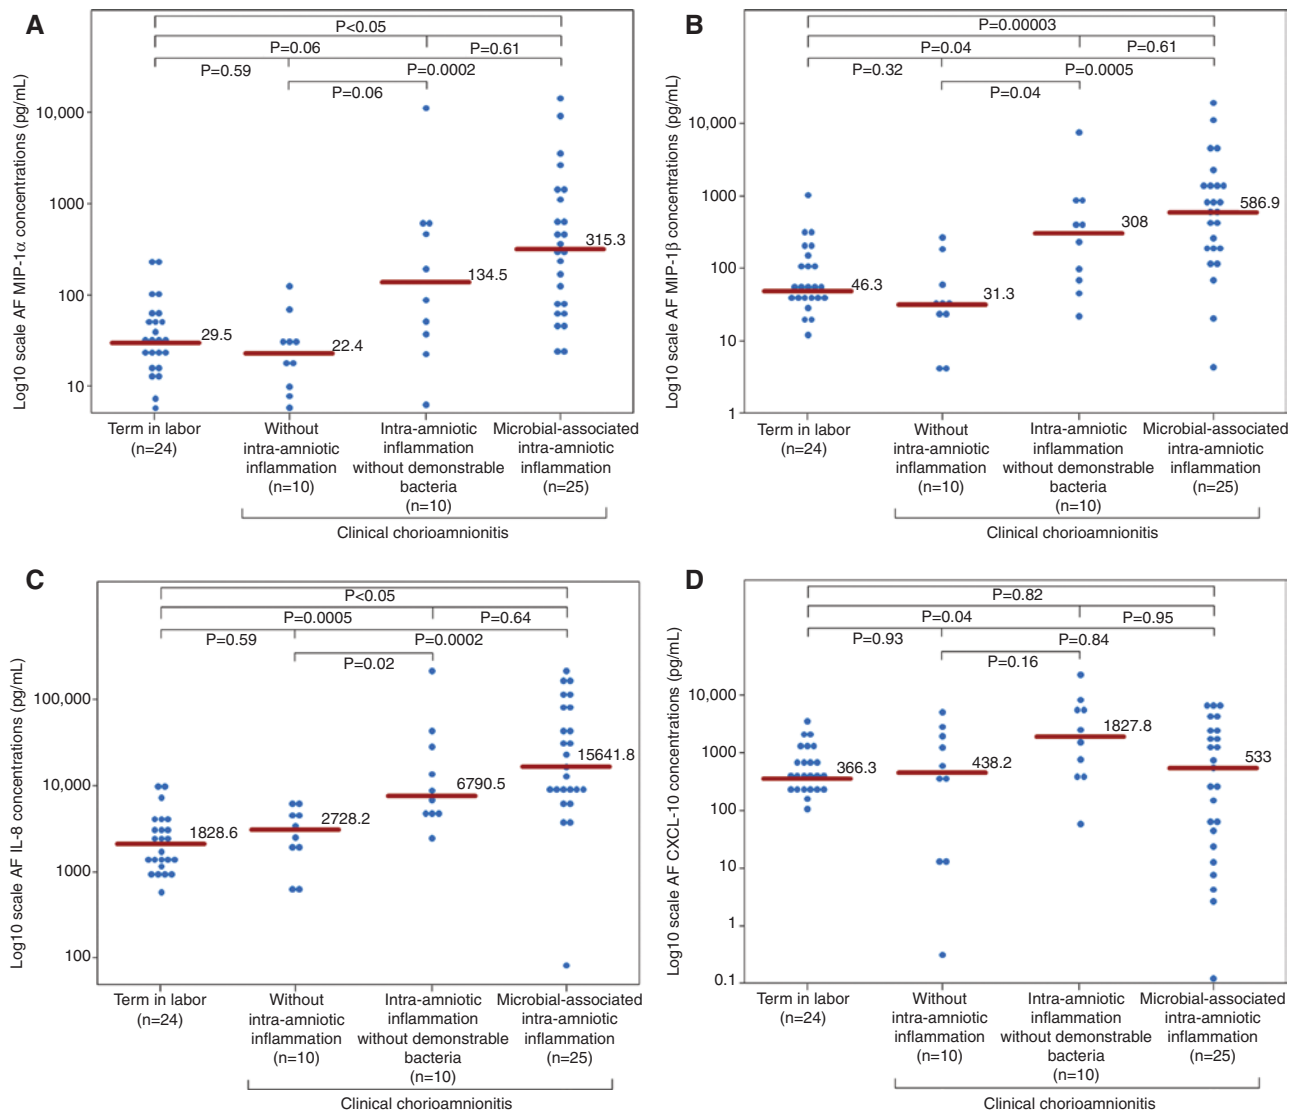 A
Log10 scale AF MIP-1α concentrations (pg/mL)
P<0.05
P=0.06
P=0.61
P=0.59
P=0.0002
P=0.06
10,000
1000
100
10
29.5
22.4
134.5
315.3
Term in labor
(n=24)
Without
intra-amniotic
inflammation
(n=10)
Intra-amniotic
inflammation
without demonstrable
bacteria
(n=10)
Microbial-associated
intra-amniotic
inflammation
(n=25)
Clinical chorioamnionitis
B
Log10 scale AF MIP-1β concentrations (pg/mL)
P=0.00003
P=0.04
P=0.61
P=0.32
P=0.0005
P=0.04
10,000
1000
100
10
1
46.3
31.3
308
586.9
Term in labor
(n=24)
Without
intra-amniotic
inflammation
(n=10)
Intra-amniotic
inflammation
without demonstrable
bacteria
(n=10)
Microbial-associated
intra-amniotic
inflammation
(n=25)
Clinical chorioamnionitis
C
Log10 scale AF IL-8 concentrations (pg/mL)
P<0.05
P=0.0005
P=0.64
P=0.59
P=0.0002
P=0.02
100,000
10,000
1000
100
1828.6
2728.2
6790.5
15641.8
Term in labor
(n=24)
Without
intra-amniotic
inflammation
(n=10)
Intra-amniotic
inflammation
without demonstrable
bacteria
(n=10)
Microbial-associated
intra-amniotic
inflammation
(n=25)
Clinical chorioamnionitis
D
Log10 scale AF CXCL-10 concentrations (pg/mL)
P=0.82
P=0.04
P=0.95
P=0.93
P=0.84
P=0.16
10,000
1000
100
10
1
0.1
366.3
438.2
1827.8
533
Term in labor
(n=24)
Without
intra-amniotic
inflammation
(n=10)
Intra-amniotic
inflammation
without demonstrable
bacteria
(n=10)
Microbial-associated
intra-amniotic
inflammation
(n=25)
Clinical chorioamnionitis